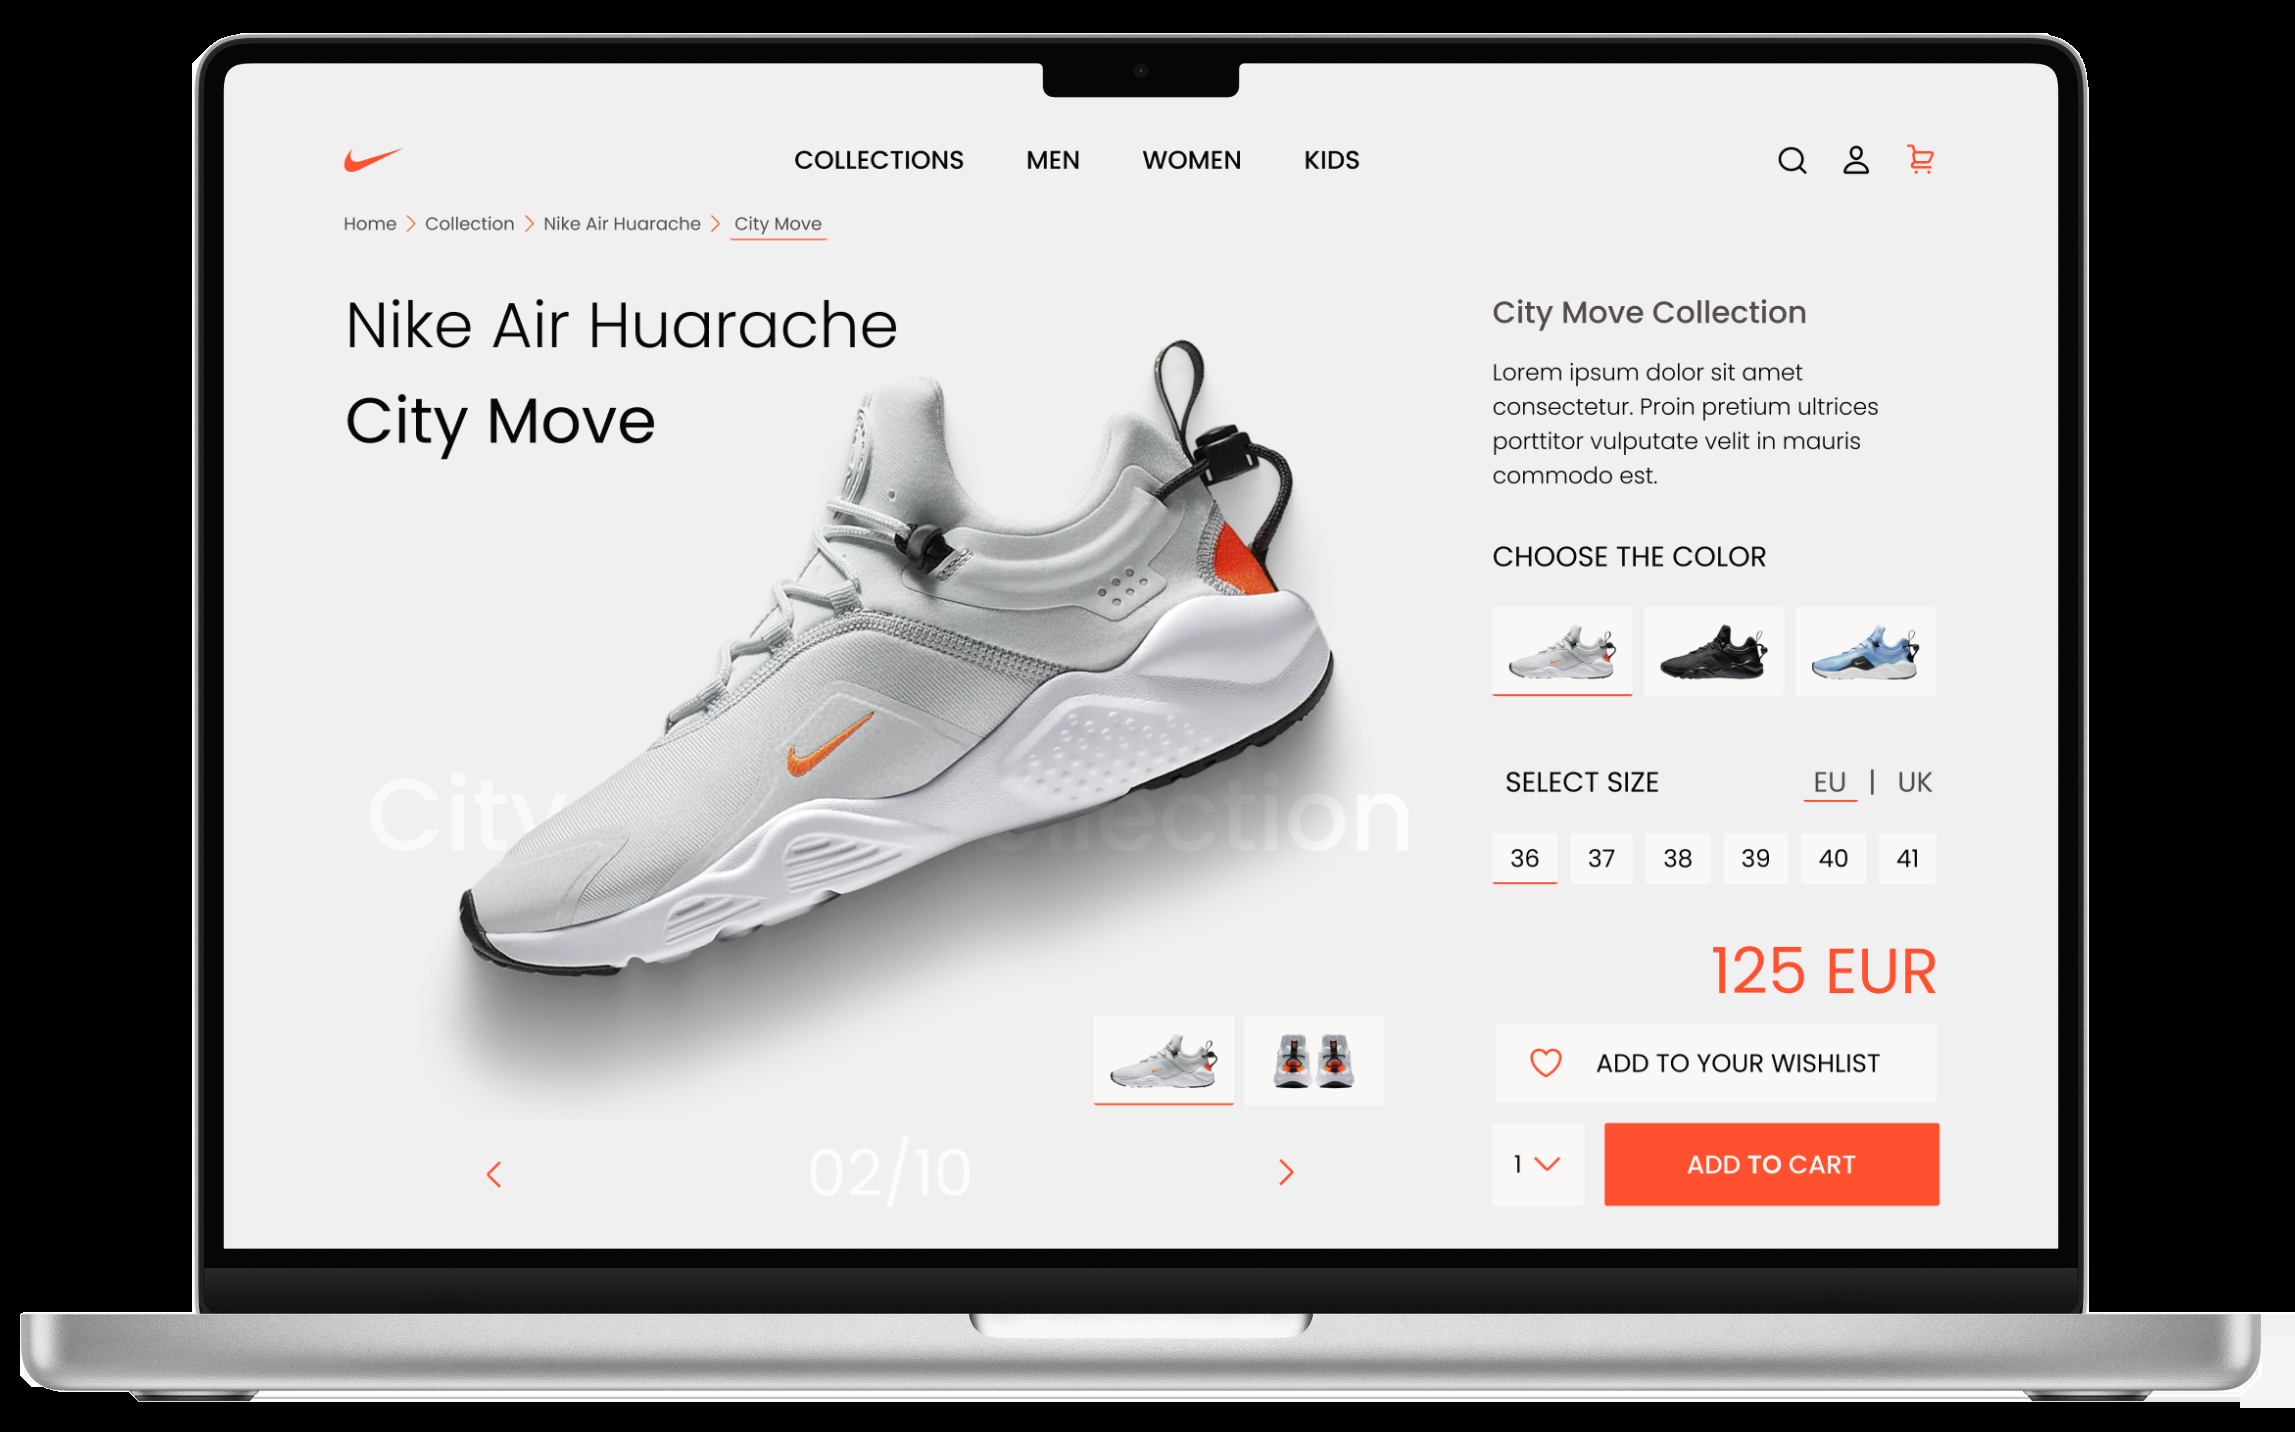 COLLECTIONS MEN WOMEN KIDS
Home Collection Nike Air Huarache City Move
Nike Air Huarache
City Move
City Move Collection
Lorem ipsum dolor sit amet
consectetur. Proin pretium ultrices
porttitor vulputate velit in mauris
commodo est.
CHOOSE THE COLOR
SELECT SIZE EU | UK
36 37 38 39 40 41
125 EUR
ADD TO YOUR WISHLIST
02/10
1 ADD TO CART